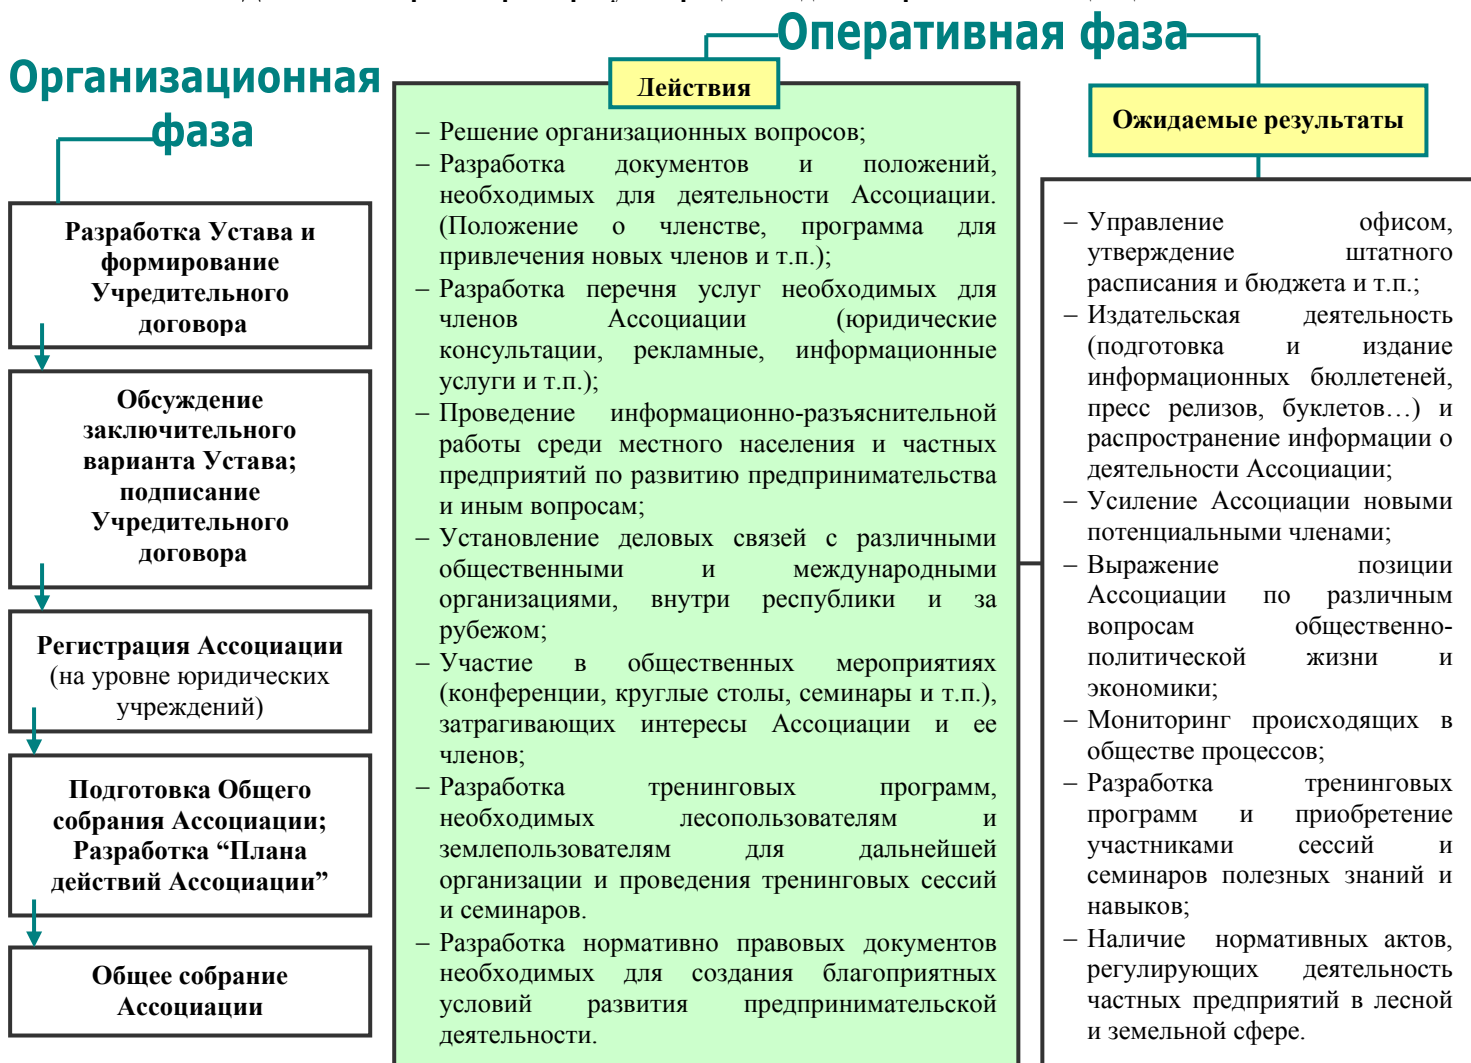 Оперативная фаза
Организационная
фаза
Разработка Устава и
формирование
Учредительного
договора
Обсуждение
заключительного
варианта Устава;
подписание
Учредительного
договора
Регистрация Ассоциации
(на уровне юридических
учреждений)
Подготовка Общего
собрания Ассоциации;
Разработка “Плана
действий Ассоциации”
Общее собрание
Ассоциации
Действия
– Решение организационных вопросов;
– Разработка документов и положений,
необходимых для деятельности Ассоциации.
(Положение о членстве, программа для
привлечения новых членов и т.п.);
– Разработка перечня услуг необходимых для
членов Ассоциации (юридические
консультации, рекламные, информационные
услуги и т.п.);
– Проведение информационно-разъяснительной
работы среди местного населения и частных
предприятий по развитию предпринимательства
и иным вопросам;
– Установление деловых связей с различными
общественными и международными
организациями, внутри республики и за
рубежом;
– Участие в общественных мероприятиях
(конференции, круглые столы, семинары и т.п.),
затрагивающих интересы Ассоциации и ее
членов;
– Разработка тренинговых программ,
необходимых лесопользователям и
землепользователям для дальнейшей
организации и проведения тренинговых сессий
и семинаров.
– Разработка нормативно правовых документов
необходимых для создания благоприятных
условий развития предпринимательской
деятельности.
Ожидаемые результаты
– Управление офисом,
утверждение штатного
расписания и бюджета и т.п.;
– Издательская деятельность
(подготовка и издание
информационных бюллетеней,
пресс релизов, буклетов…) и
распространение информации о
деятельности Ассоциации;
– Усиление Ассоциации новыми
потенциальными членами;
– Выражение позиции
Ассоциации по различным
вопросам общественно-
политической жизни и
экономики;
– Мониторинг происходящих в
обществе процессов;
– Разработка тренинговых
программ и приобретение
участниками сессий и
семинаров полезных знаний и
навыков;
– Наличие нормативных актов,
регулирующих деятельность
частных предприятий в лесной
и земельной сфере.